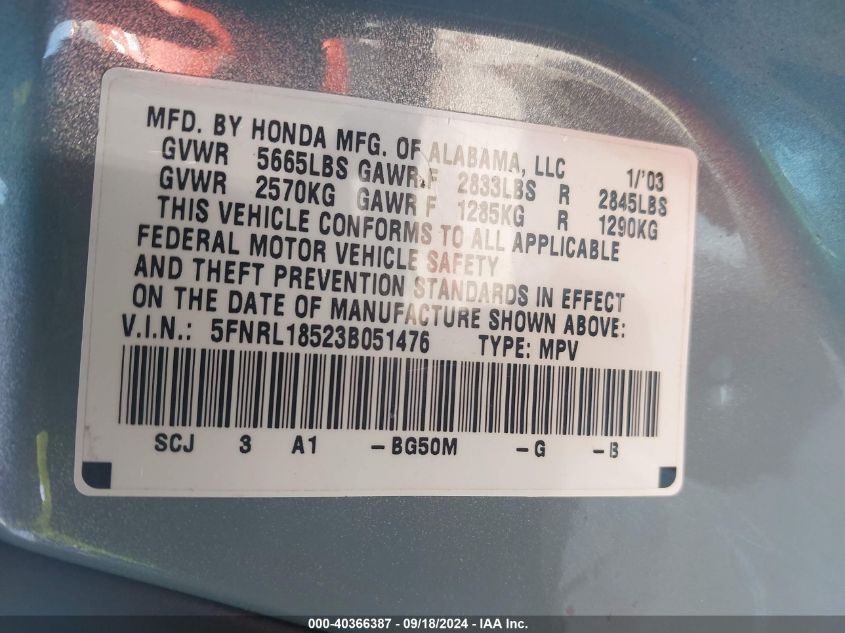 MFD. BY HONDA MFG. OF ALABAMA, LLC 1/'03
GVWR 5665LBS GAWR F 2833LBS R 2845LBS
GVWR 2570KG GAWR F 1285KG R 1290KG
THIS VEHICLE CONFORMS TO ALL APPLICABLE
FEDERAL MOTOR VEHICLE SAFETY
AND THEFT PREVENTION STANDARDS IN EFFECT
ON THE DATE OF MANUFACTURE SHOWN ABOVE:
V.I.N.: 5FNRL18523B051476 TYPE: MPV
SCJ 3 A1 -BG50M -G -B
000-40366387 - 09/18/2024 - IAA Inc.